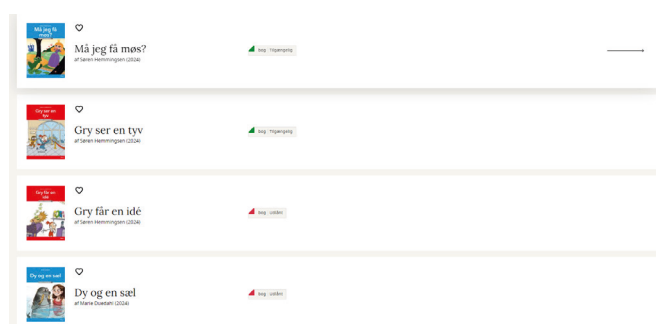 Må jeg få
møs?
Må jeg få møs?
af Søren Hemmingsen (2024)
bog Tilgængelig
Gry ser en
tyv
Gry ser en tyv
af Søren Hemmingsen (2024)
bog Tilgængelig
Gry får en
idé
Gry får en idé
af Søren Hemmingsen (2024)
bog udlånt
Dy og en sæl
Dy og en sæl
af Marie Duedahl (2024)
bog udlånt